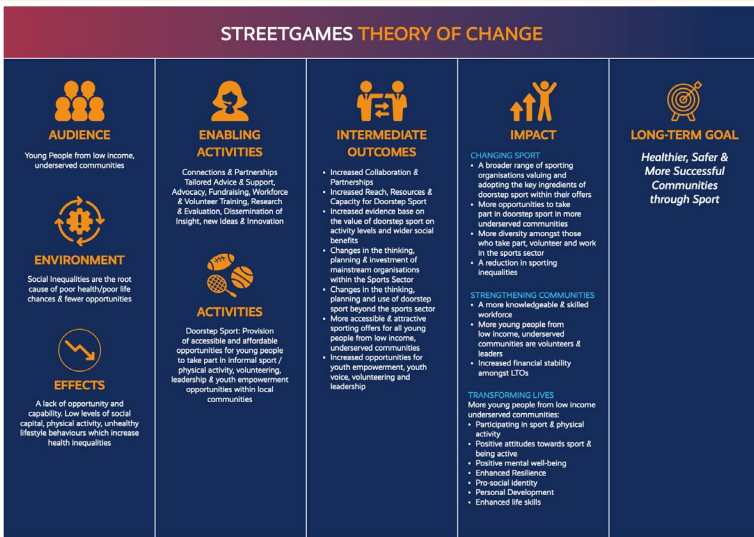 STREETGAMES THEORY OF CHANGE
AUDIENCE
Young People from low income,
underserved communities
ENVIRONMENT
Social Inequalities are the root
cause of poor health/poor life
chances & fewer opportunities
EFFECTS
A lack of opportunity and
capability. Low levels of social
capital, physical activity, unhealthy
lifestyle behaviours which increase
health inequalities
ENABLING
ACTIVITIES
Connections & Partnerships
Tailored Advice & Support,
Advocacy, Fundraising, Workforce
& Volunteer Training, Research
& Evaluation, Dissemination of
Insight, new Ideas & Innovation
ACTIVITIES
Doorstep Sport: Provision
of accessible and affordable
opportunities for young people
to take part in informal sport /
physical activity, volunteering,
leadership & youth empowerment
opportunities within local
communities
INTERMEDIATE
OUTCOMES
• Increased Collaboration &
Partnerships
• Increased Reach, Resources &
Capacity for Doorstep Sport
• Increased evidence base on
the value of doorstep sport on
activity levels and wider social
benefits
• Changes in the thinking,
planning & investment of
mainstream organisations
within the Sports Sector
• Changes in the thinking,
planning and use of doorstep
sport beyond the sports sector
• More accessible & attractive
sporting offers for all young
people from low income,
underserved communities
• Increased opportunities for
youth empowerment, youth
voice, volunteering and
leadership
IMPACT
CHANGING SPORT
• A broader range of sporting
organisations valuing and
adopting the key ingredients of
doorstep sport within their offers
• More opportunities to take
part in doorstep sport in more
underserved communities
• More diversity amongst those
who take part, volunteer and work
in the sports sector
• A reduction in sporting
inequalities
STRENGTHENING COMMUNITIES
• A more knowledgeable & skilled
workforce
• More young people from
low income, underserved
communities are volunteers &
leaders
• Increased financial stability
amongst LTOs
TRANSFORMING LIVES
More young people from low income
underserved communities:
• Participating in sport & physical
activity
• Positive attitudes towards sport &
being active
• Positive mental well-being
• Enhanced Resilience
• Pro-social identity
• Personal Development
• Enhanced life skills
LONG-TERM GOAL
Healthier, Safer &
More Successful
Communities
through Sport